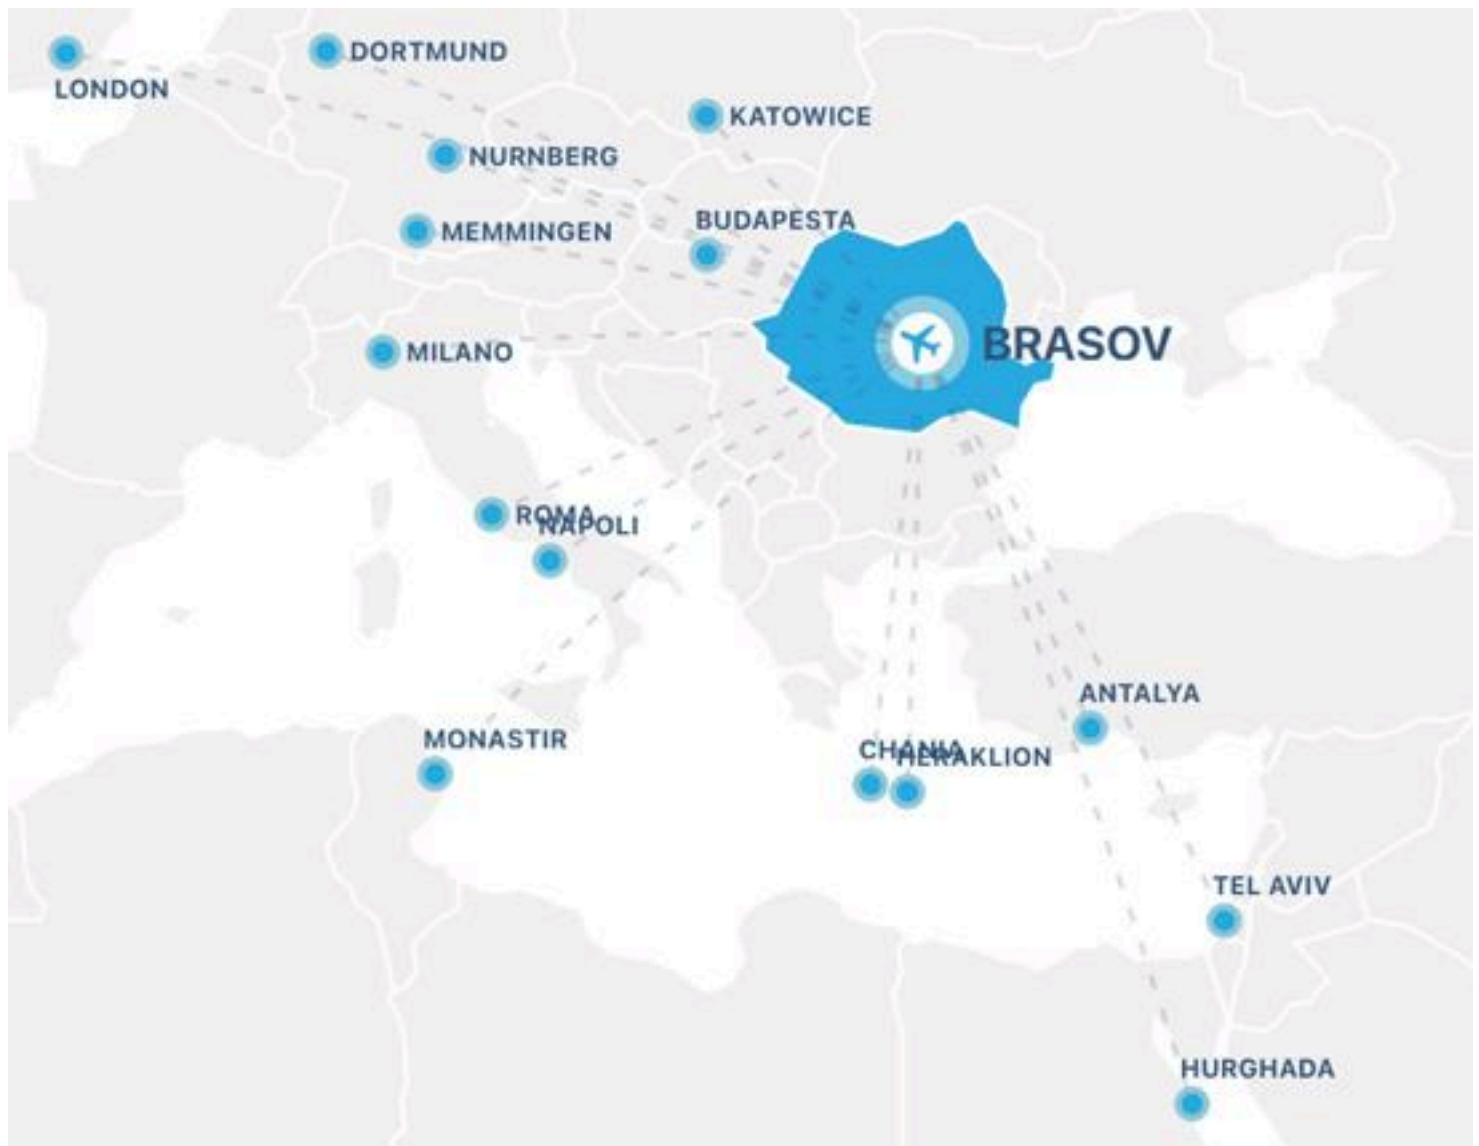 DORTMUND
LONDON
KATOWICE
NURNBERG
BUDAPESTA
MEMMINGEN
BRASOV
MILANO
ROMA
NAPOLI
ANTALYA
MONASTIR
CHANIA
HERAKLION
TEL AVIV
HURGHADA